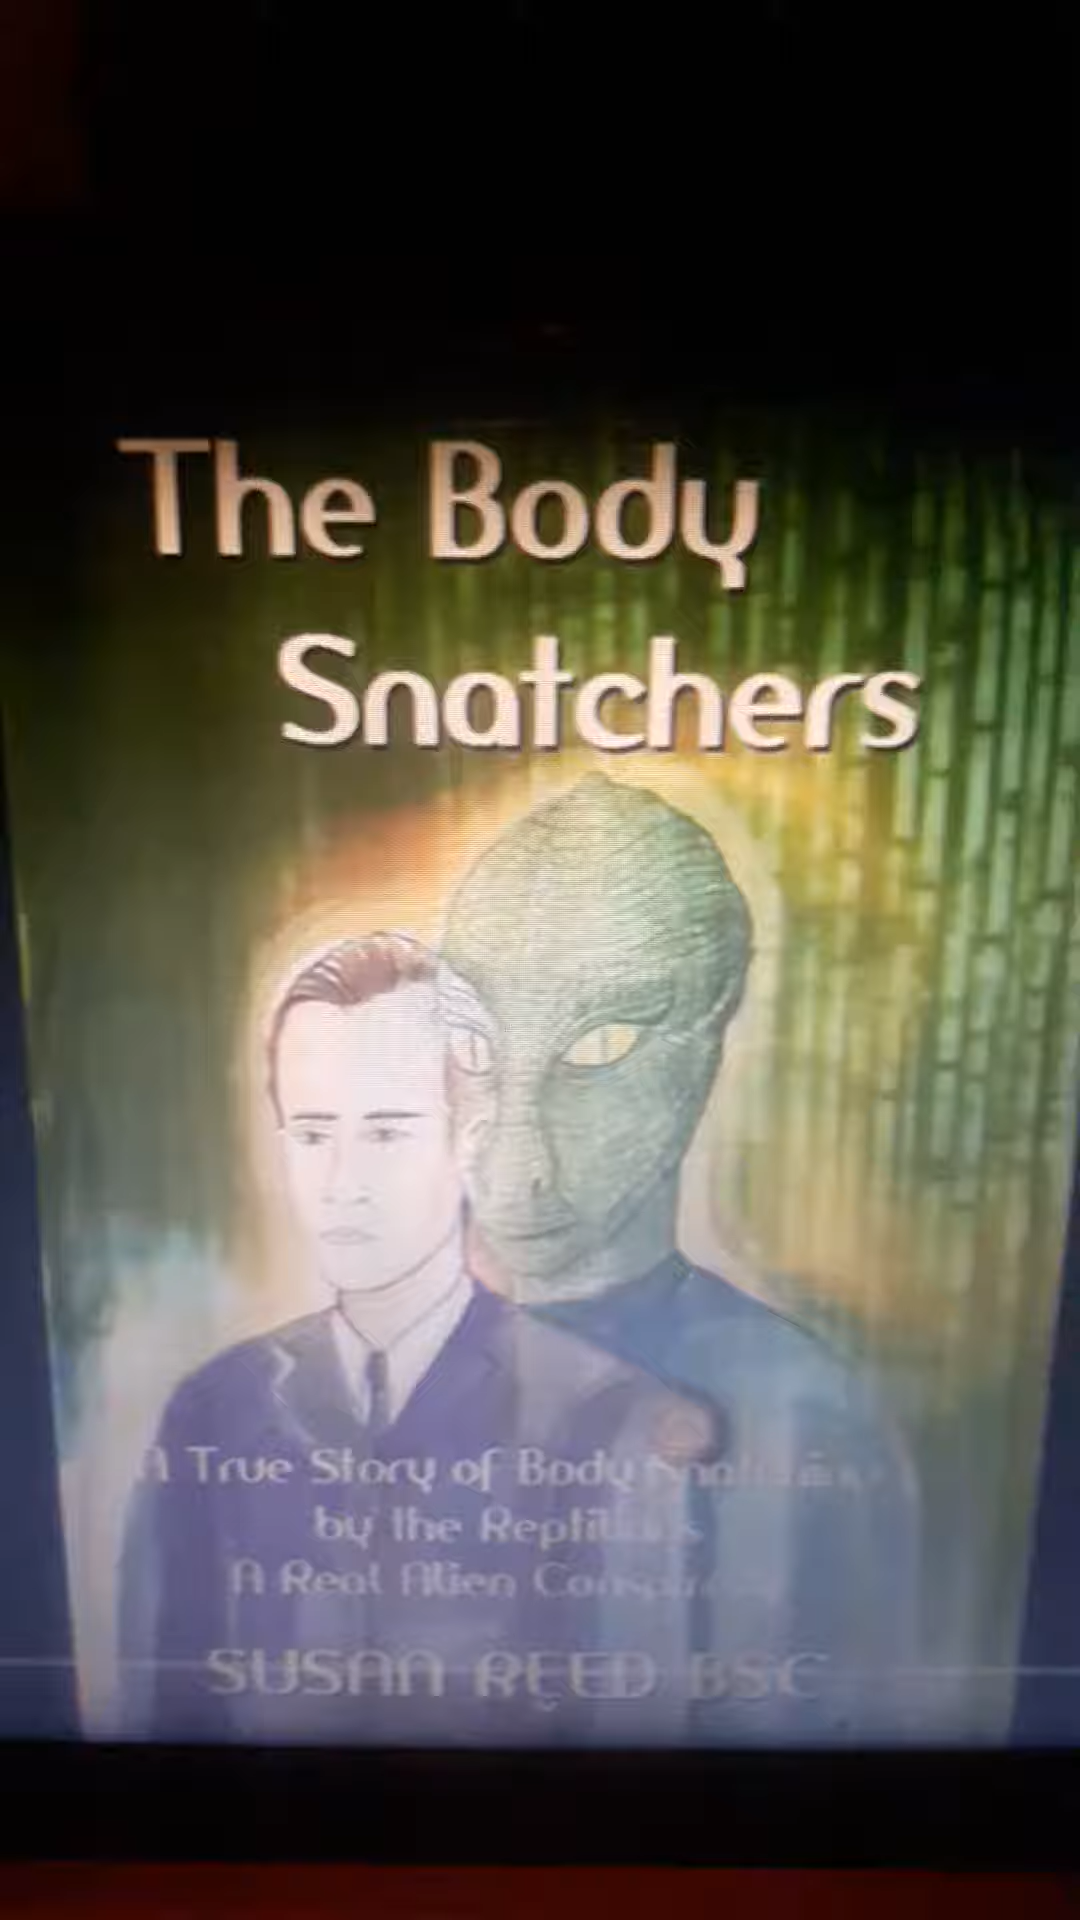 The Body
Snatchers
A True Story of Body
by the
A Real Alien
SUSAN REED BSC